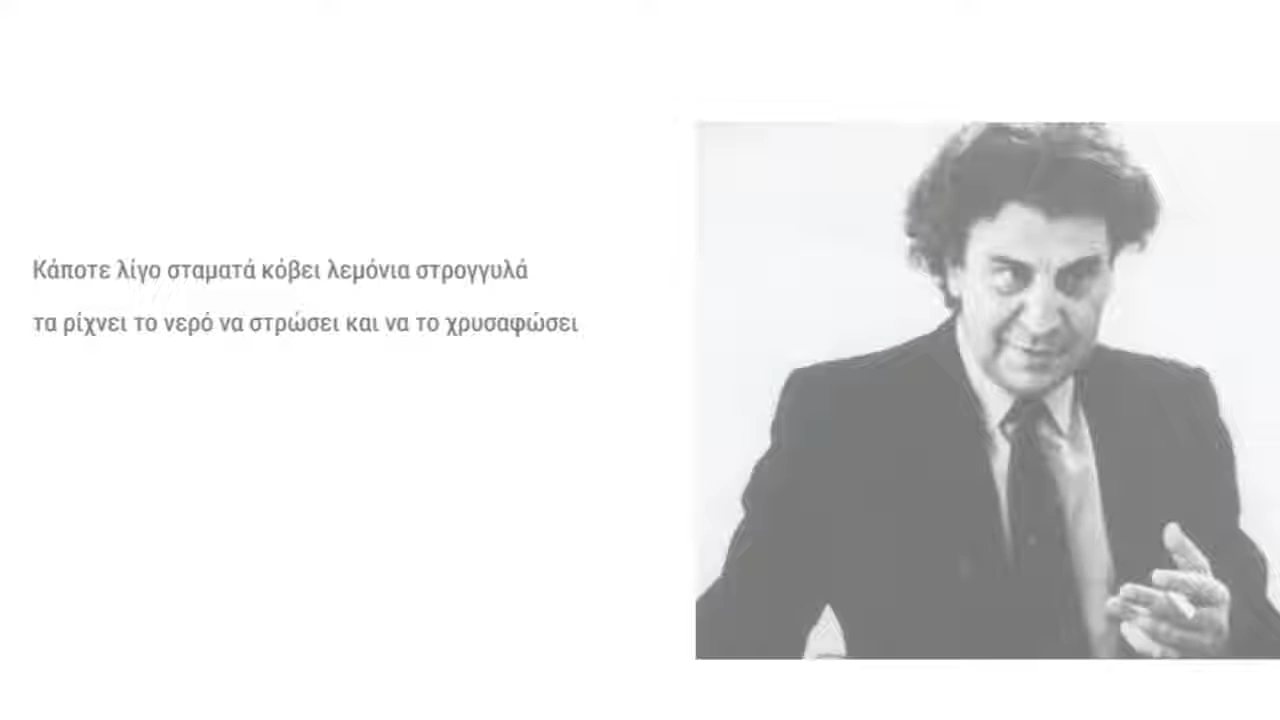 Κάποτε λίγο σταματά κόβει λεμόνια στρογγυλά
τα ρίχνει το νερό να στρώσει και να το χρυσαφώσει